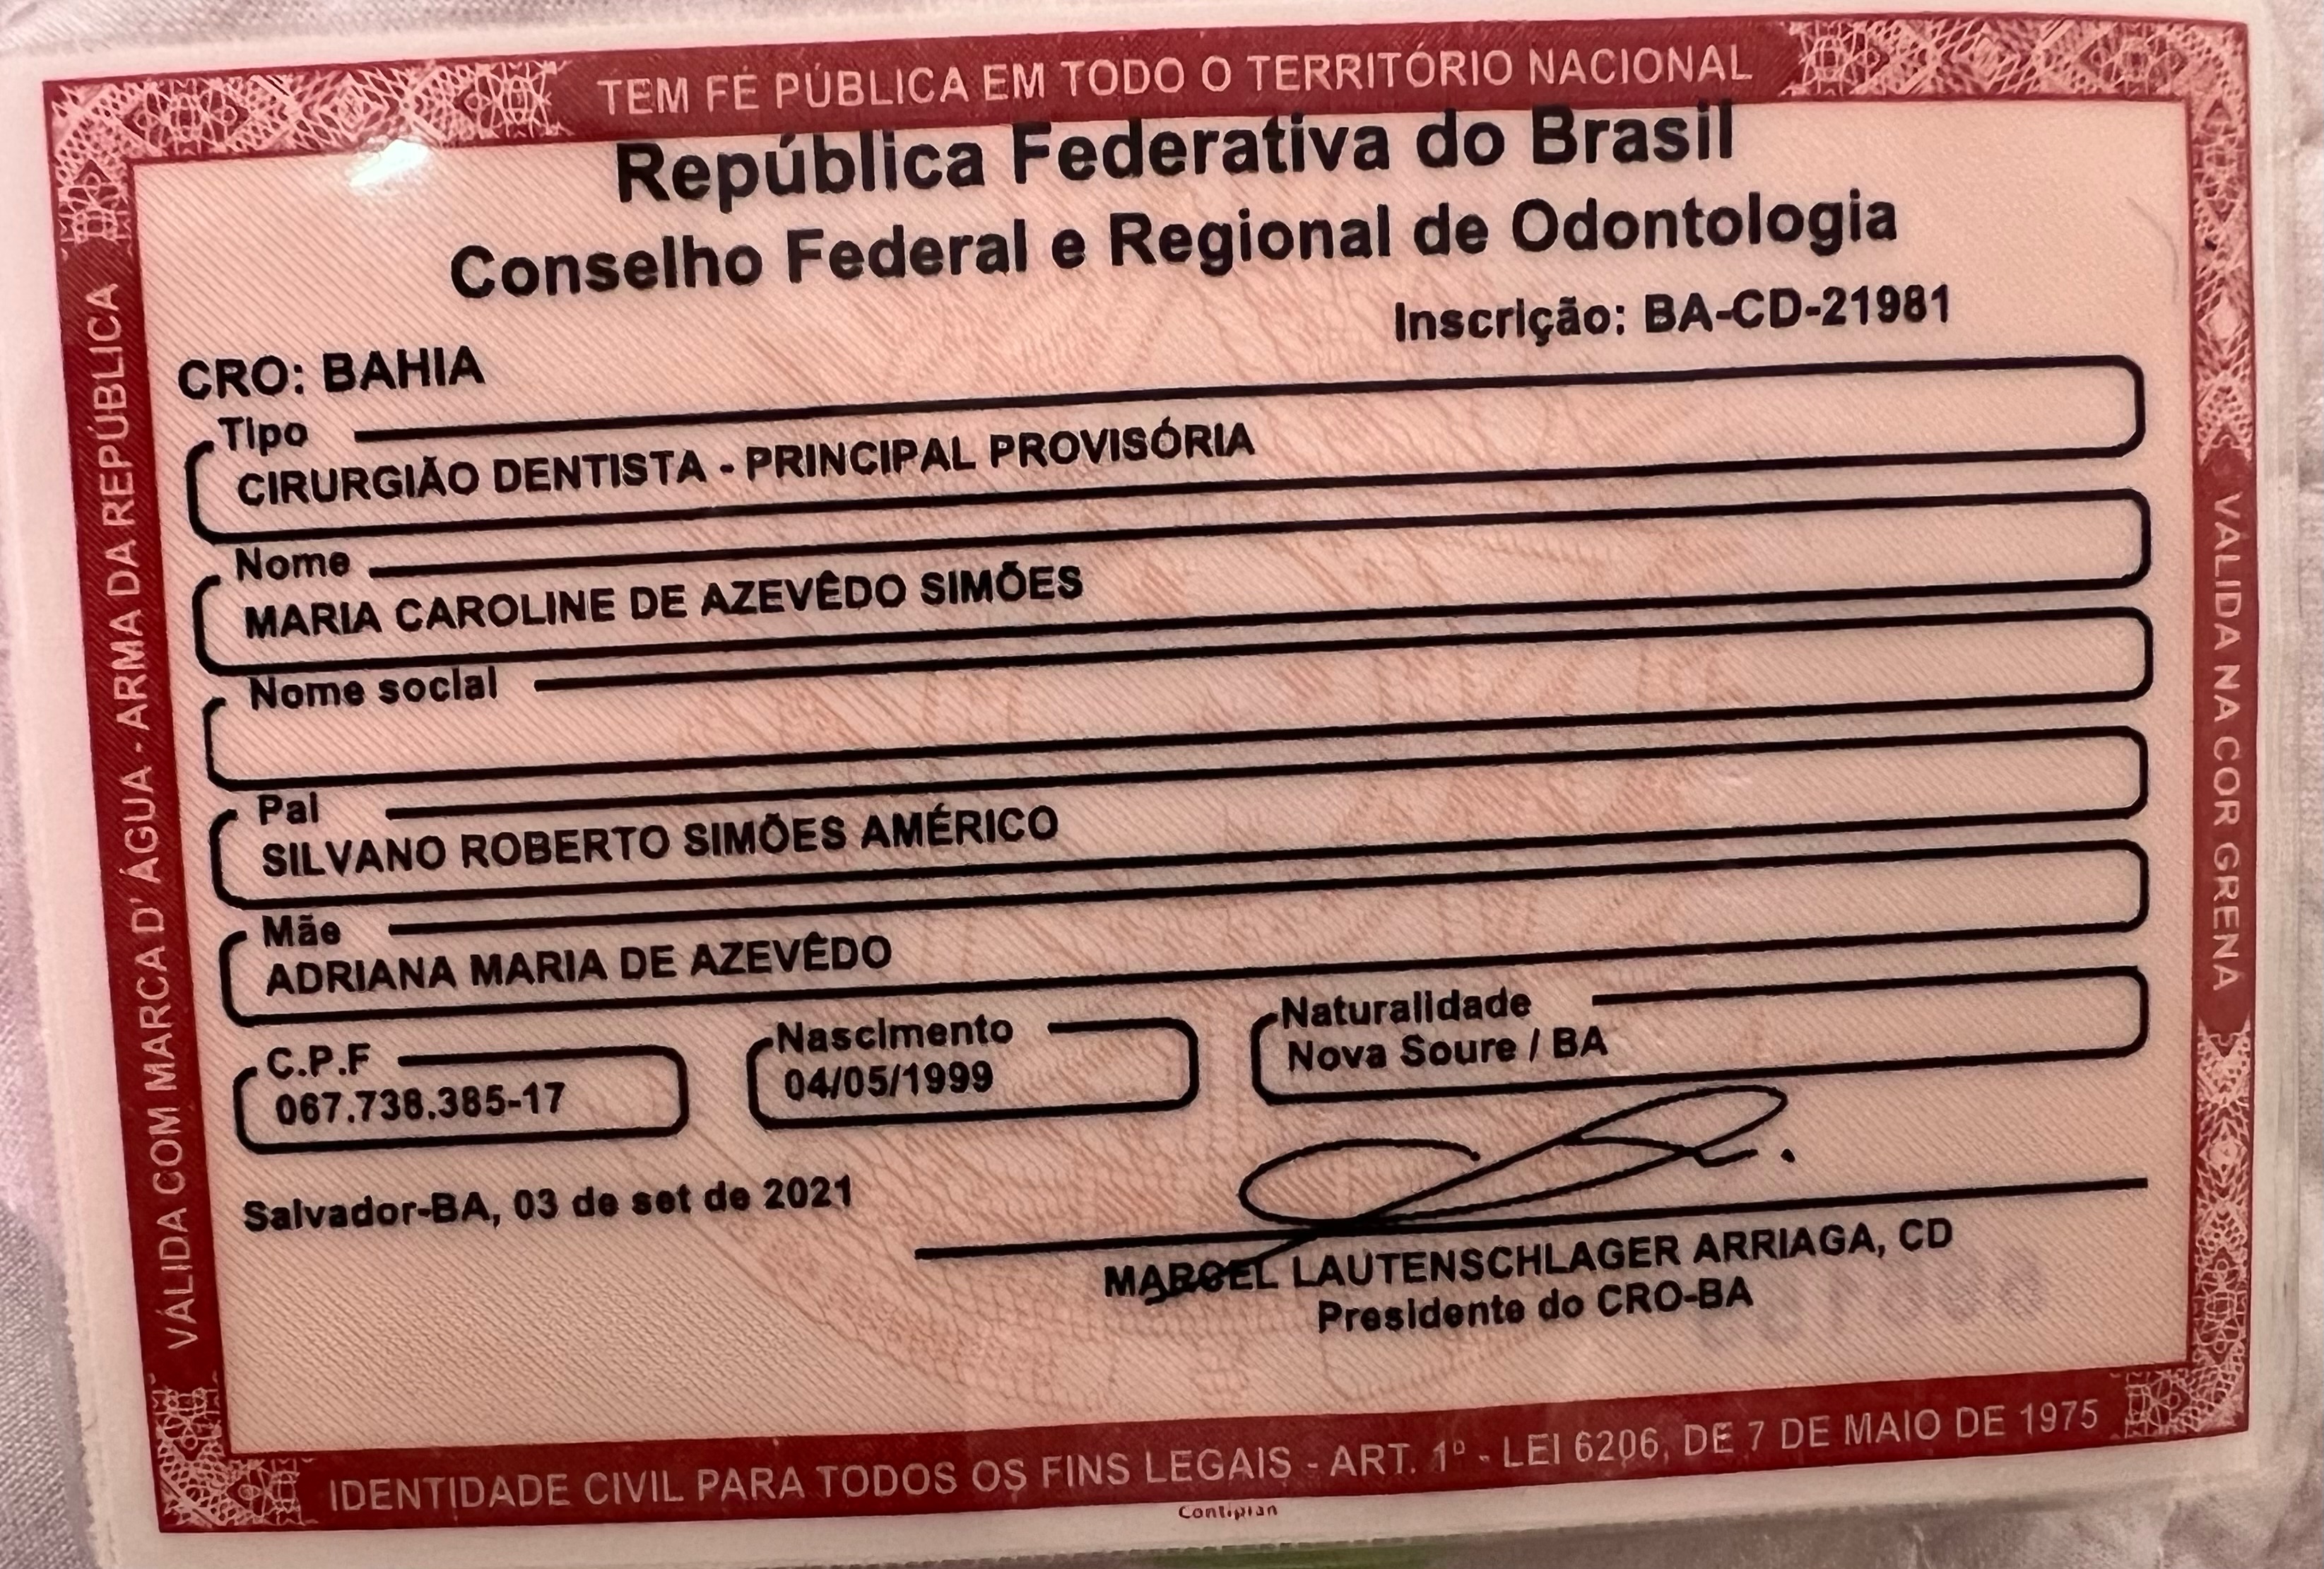 TEM FÉ PÚBLICA EM TODO O TERRITÓRIO NACIONAL
República Federativa do Brasil
Conselho Federal e Regional de Odontologia
Inscrição: BA-CD-21981
CRO: BAHIA
Tipo
CIRURGIÃO DENTISTA - PRINCIPAL PROVISÓRIA
Nome
MARIA CAROLINE DE AZEVÊDO SIMÕES
Nome social
Pai
SILVANO ROBERTO SIMÕES AMÉRICO
Mãe
ADRIANA MARIA DE AZEVÊDO
C.P.F
067.738.385-17
Nascimento
04/05/1999
Naturalidade
Nova Soure / BA
Salvador-BA, 03 de set de 2021
MARCEL LAUTENSCHLAGER ARRIAGA, CD
Presidente do CRO-BA
VÁLIDA COM MARCA D' ÁGUA - ARMA DA REPÚBLICA
VÁLIDA NA COR GRENA
IDENTIDADE CIVIL PARA TODOS OS FINS LEGAIS - ART. 1º - LEI 6206, DE 7 DE MAIO DE 1975
Contiplan